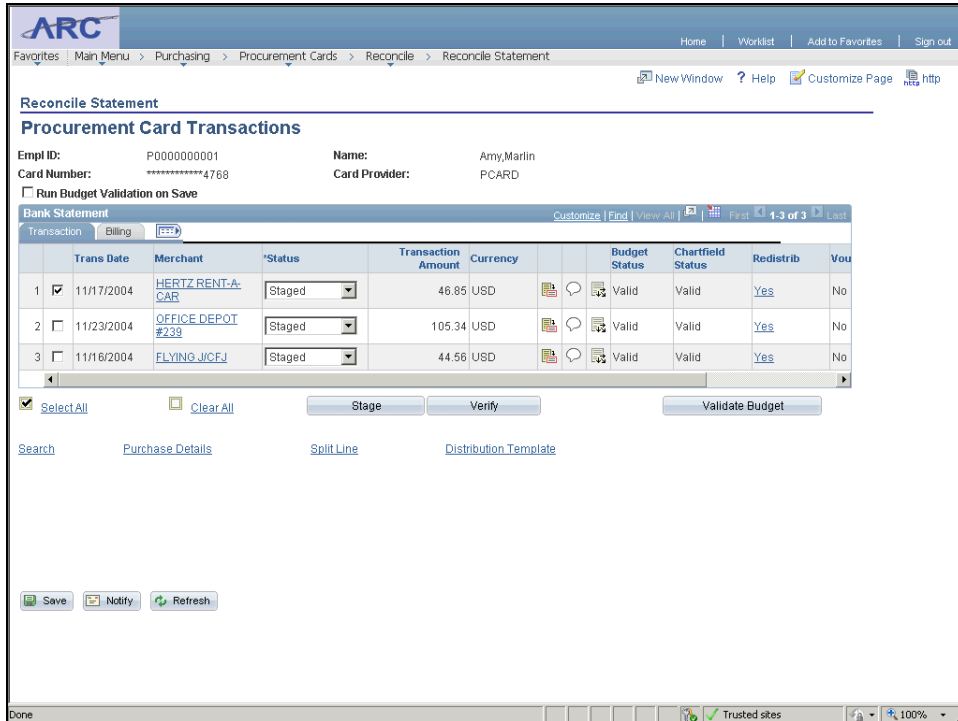 ARC
Home | Worklist | Add to Favorites | Sign out
Favorites Main Menu > Purchasing > Procurement Cards > Reconcile > Reconcile Statement
New Window ? Help Customize Page http
Reconcile Statement
Procurement Card Transactions
Empl ID: P0000000001 Name: Amy,Marlin
Card Number: ************4768 Card Provider: PCARD
Run Budget Validation on Save
Bank Statement Customize | Find | View All | First 1-3 of 3 Last
Transaction Billing
Trans Date Merchant *Status Transaction Amount Currency Budget Status Chartfield Status Redistrib Vou
1 11/17/2004 HERTZ RENT-A-CAR Staged 46.85 USD Valid Valid Yes No
2 11/23/2004 OFFICE DEPOT #239 Staged 105.34 USD Valid Valid Yes No
3 11/16/2004 FLYING J/CFJ Staged 44.56 USD Valid Valid Yes No
Select All Clear All Stage Verify Validate Budget
Search Purchase Details Split Line Distribution Template
Save Notify Refresh
Done Trusted sites 100%